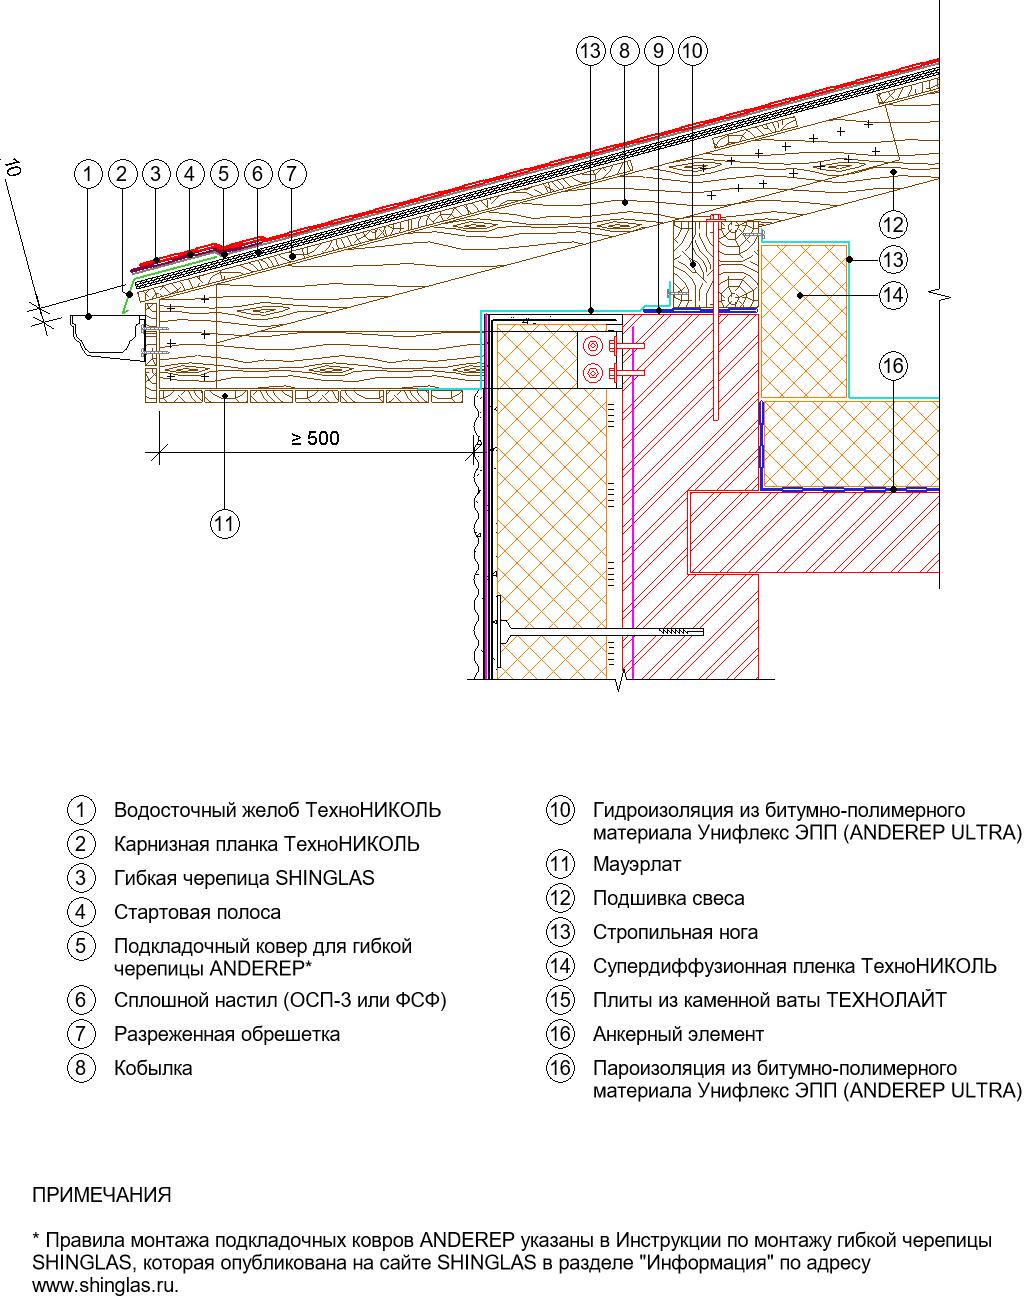 13 8 9 10
10
1 2 3 4 5 6 7
12
13
14
16
≥ 500
11
1 Водосточный желоб ТехноНИКОЛЬ
2 Карнизная планка ТехноНИКОЛЬ
3 Гибкая черепица SHINGLAS
4 Стартовая полоса
5 Подкладочный ковер для гибкой
черепицы ANDEREP*
6 Сплошной настил (ОСП-3 или ФСФ)
7 Разреженная обрешетка
8 Кобылка
10 Гидроизоляция из битумно-полимерного
материала Унифлекс ЭПП (ANDEREP ULTRA)
11 Мауэрлат
12 Подшивка свеса
13 Стропильная нога
14 Супердиффузионная пленка ТехноНИКОЛЬ
15 Плиты из каменной ваты ТЕХНОЛАЙТ
16 Анкерный элемент
16 Пароизоляция из битумно-полимерного
материала Унифлекс ЭПП (ANDEREP ULTRA)
ПРИМЕЧАНИЯ
* Правила монтажа подкладочных ковров ANDEREP указаны в Инструкции по монтажу гибкой черепицы
SHINGLAS, которая опубликована на сайте SHINGLAS в разделе "Информация" по адресу
www.shinglas.ru.